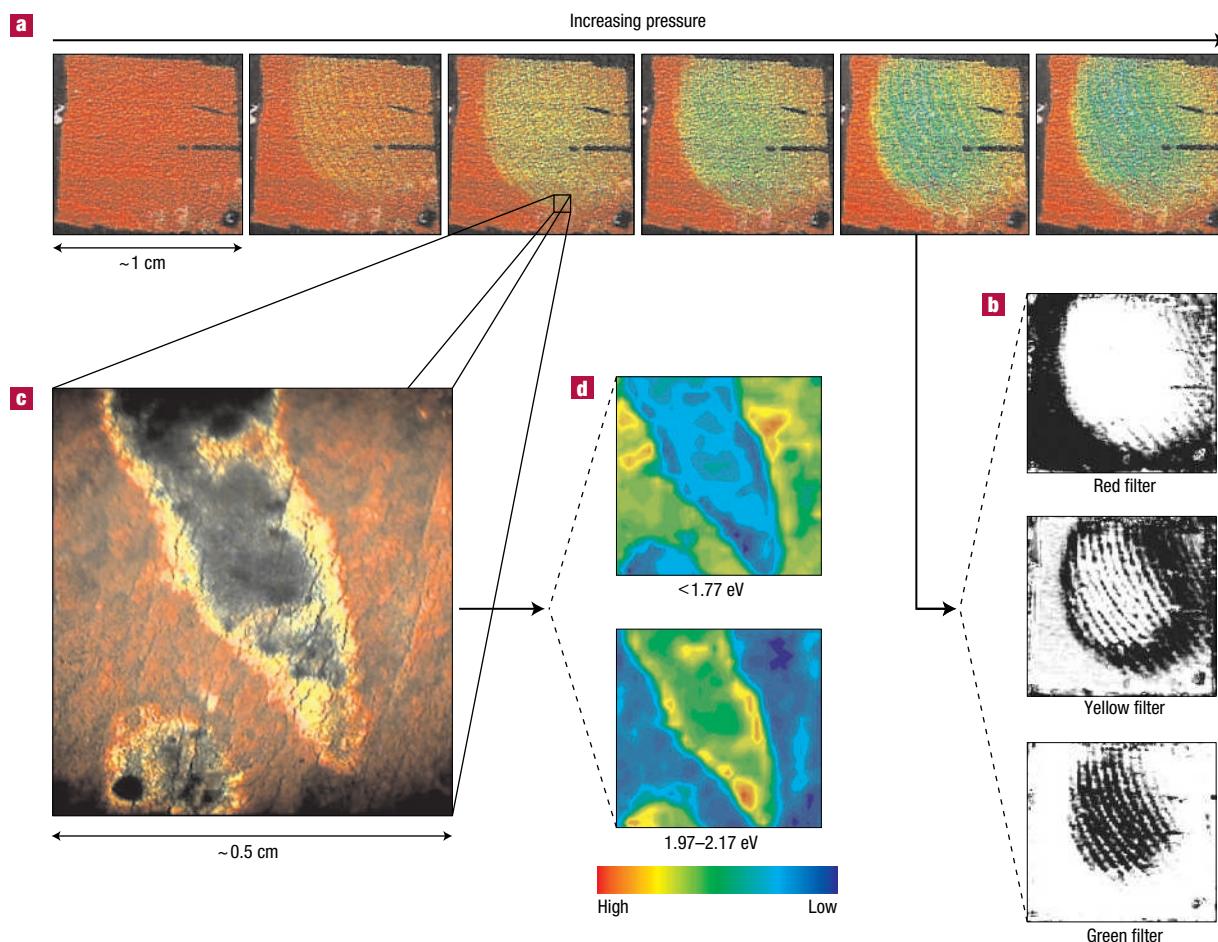 a
Increasing pressure
~1 cm
b
Red filter
c
d
<1.77 eV
Yellow filter
1.97–2.17 eV
~0.5 cm
High
Low
Green filter